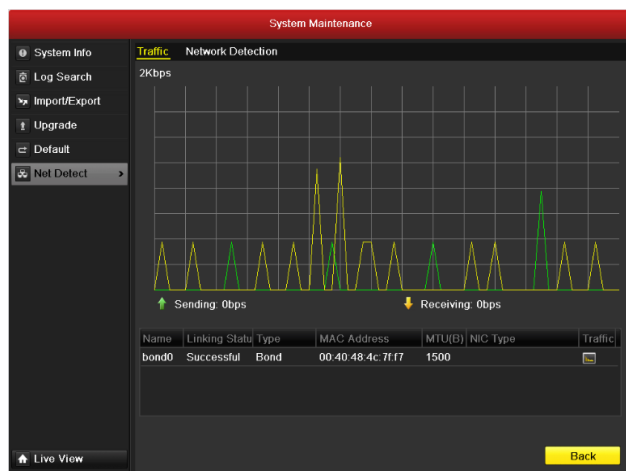 System Maintenance
System Info
Log Search
Import/Export
Upgrade
Default
Net Detect
Live View
Traffic Network Detection
2Kbps
Sending: 0bps Receiving: 0bps
Name Linking Statu Type MAC Address MTU(B) NIC Type Traffic
bond0 Successful Bond 00:40:48:4c:7f:f7 1500
Back